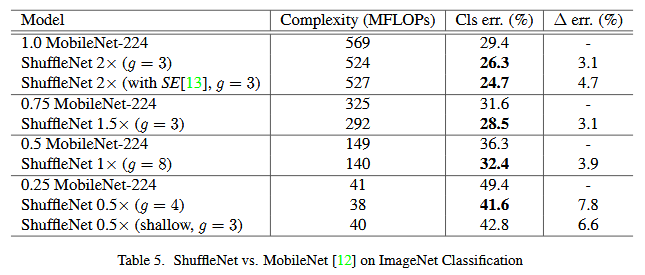 Model Complexity (MFLOPs) Cls err. (%) Δ err. (%)
1.0 MobileNet-224 569 29.4 -
ShuffleNet 2× (g = 3) 524 26.3 3.1
ShuffleNet 2× (with SE[13], g = 3) 527 24.7 4.7
0.75 MobileNet-224 325 31.6 -
ShuffleNet 1.5× (g = 3) 292 28.5 3.1
0.5 MobileNet-224 149 36.3 -
ShuffleNet 1× (g = 8) 140 32.4 3.9
0.25 MobileNet-224 41 49.4 -
ShuffleNet 0.5× (g = 4) 38 41.6 7.8
ShuffleNet 0.5× (shallow, g = 3) 40 42.8 6.6
Table 5. ShuffleNet vs. MobileNet [12] on ImageNet Classification